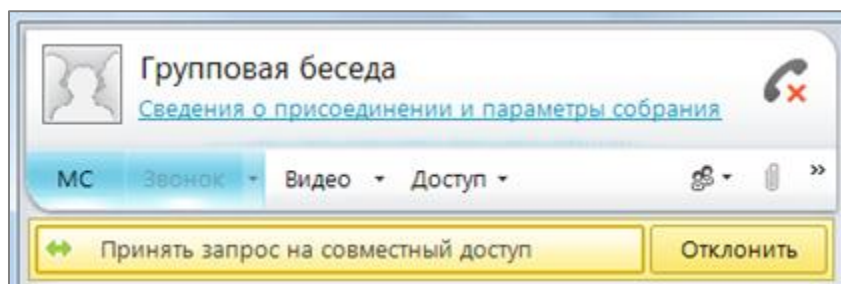 Групповая беседа
Сведения о присоединении и параметры собрания
МС Звонок Видео Доступ »
Принять запрос на совместный доступ Отклонить